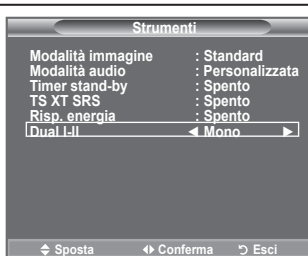 Strumenti
Modalità immagine : Standard
Modalità audio : Personalizzata
Timer stand-by : Spento
TS XT SRS : Spento
Risp. energia : Spento
Dual I-II ◄ Mono ►
Sposta Conferma Esci